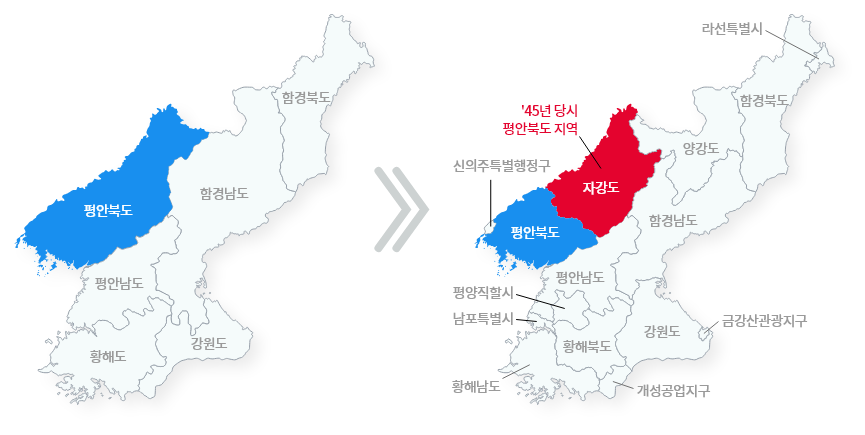 함경북도
함경남도
평안북도
평안남도
강원도
황해도
라선특별시
함경북도
'45년 당시
평안북도 지역
양강도
신의주특별행정구
자강도
함경남도
평안북도
평안남도
평양직할시
남포특별시
금강산관광지구
강원도
황해북도
황해남도
개성공업지구